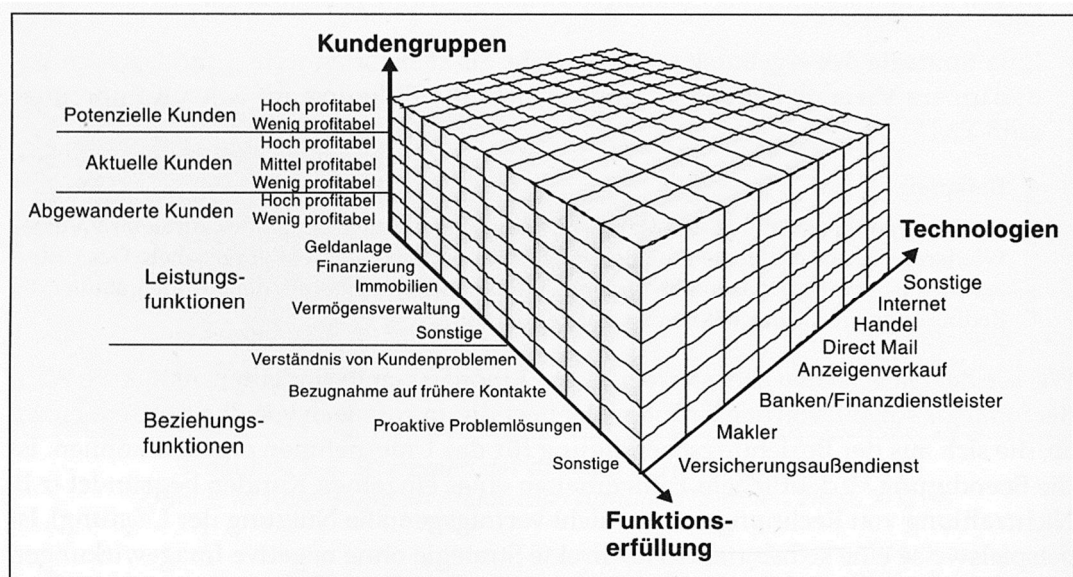 Kundengruppen
Hoch profitabel
Potenzielle Kunden
Wenig profitabel
Hoch profitabel
Aktuelle Kunden
Mittel profitabel
Wenig profitabel
Hoch profitabel
Abgewanderte Kunden
Wenig profitabel
Technologien
Geldanlage
Finanzierung
Leistungs-
funktionen
Immobilien
Vermögensverwaltung
Sonstige
Verständnis von Kundenproblemen
Bezugnahme auf frühere Kontakte
Beziehungs-
funktionen
Proaktive Problemlösungen
Sonstige
Sonstige
Internet
Handel
Direct Mail
Anzeigenverkauf
Banken/Finanzdienstleister
Makler
Versicherungsaußendienst
Funktions-
erfüllung